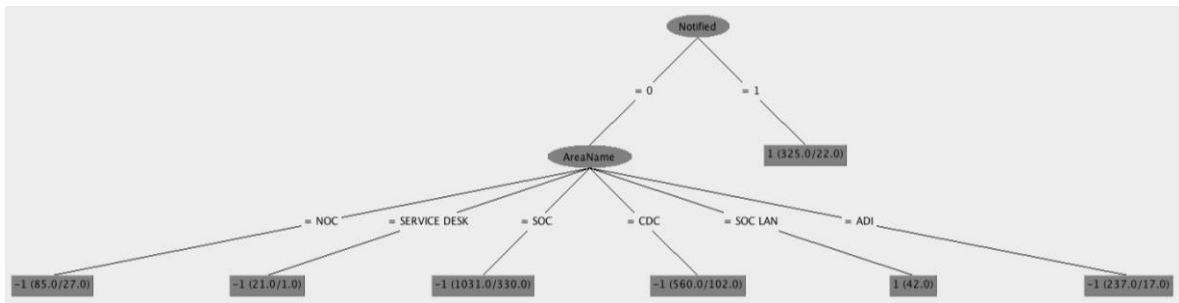 Notified
= 0
= 1
AreaName
1 (325.0/22.0)
= NOC
= SERVICE DESK
= SOC
= CDC
= SOC LAN
= ADI
−1 (85.0/27.0)
−1 (21.0/1.0)
−1 (1031.0/330.0)
−1 (560.0/102.0)
1 (42.0)
−1 (237.0/17.0)